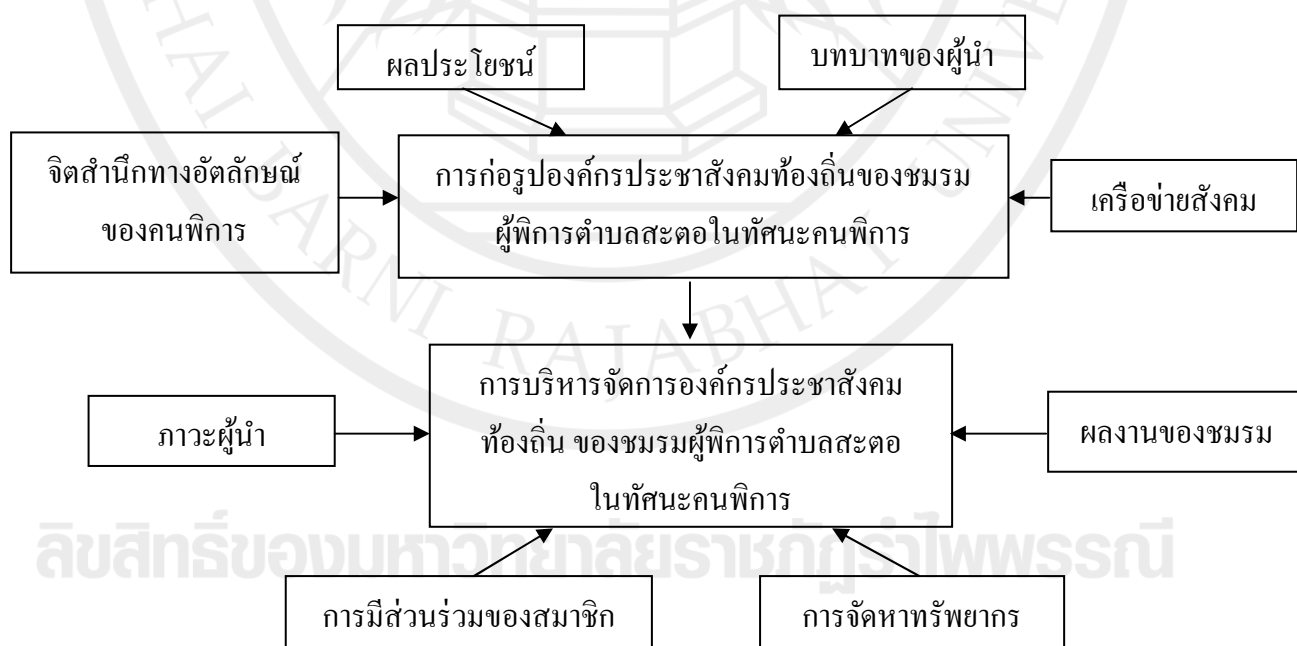 ผลประโยชน์
บทบาทของผู้นำ
จิตสำนึกทางอัตลักษณ์
ของคนพิการ
การก่อรูปองค์กรประชาสังคมท้องถิ่นของชมรม
ผู้พิการตำบลสะตอในทัศนะคนพิการ
เครือข่ายสังคม
การบริหารจัดการองค์กรประชาสังคม
ท้องถิ่น ของชมรมผู้พิการตำบลสะตอ
ในทัศนะคนพิการ
ภาวะผู้นำ
ผลงานของชมรม
การมีส่วนร่วมของสมาชิก
การจัดหาทรัพยากร
ลิขสิทธิ์ของมหาวิทยาลัยราชภัฏรำไพพรรณี
HAI BARNI RAJABHAT UNIVE